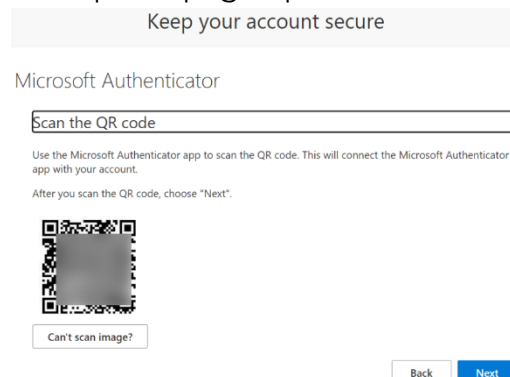 Keep your account secure
Microsoft Authenticator
Scan the QR code
Use the Microsoft Authenticator app to scan the QR code. This will connect the Microsoft Authenticator
app with your account.
After you scan the QR code, choose "Next".
Can't scan image?
Back Next